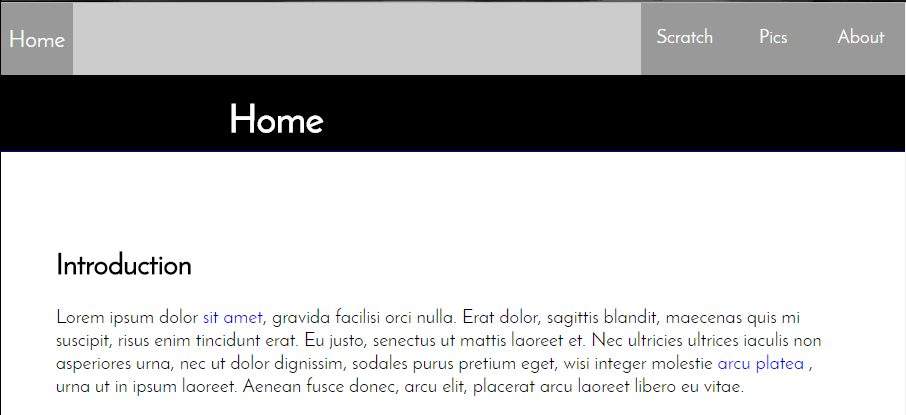 Home Scratch Pics About
Home
Introduction
Lorem ipsum dolor sit amet, gravida facilisi orci nulla. Erat dolor, sagittis blandit, maecenas quis mi
suscipit, risus enim tincidunt erat. Eu justo, senectus ut mattis laoreet et. Nec ultricies ultrices iaculis non
asperiores urna, nec ut dolor dignissim, sodales purus pretium eget, wisi integer molestie arcu platea ,
urna ut in ipsum laoreet. Aenean fusce donec, arcu elit, placerat arcu laoreet libero eu vitae.